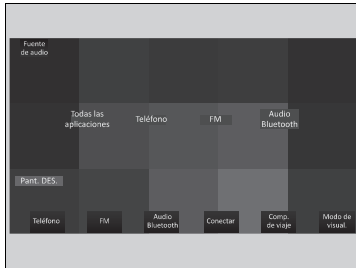 Fuente
de audio
Todas las
aplicaciones
Teléfono
FM
Audio
Bluetooth
Pant. DES.
Teléfono
FM
Audio
Bluetooth
Conectar
Comp.
de viaje
Modo de
visual.